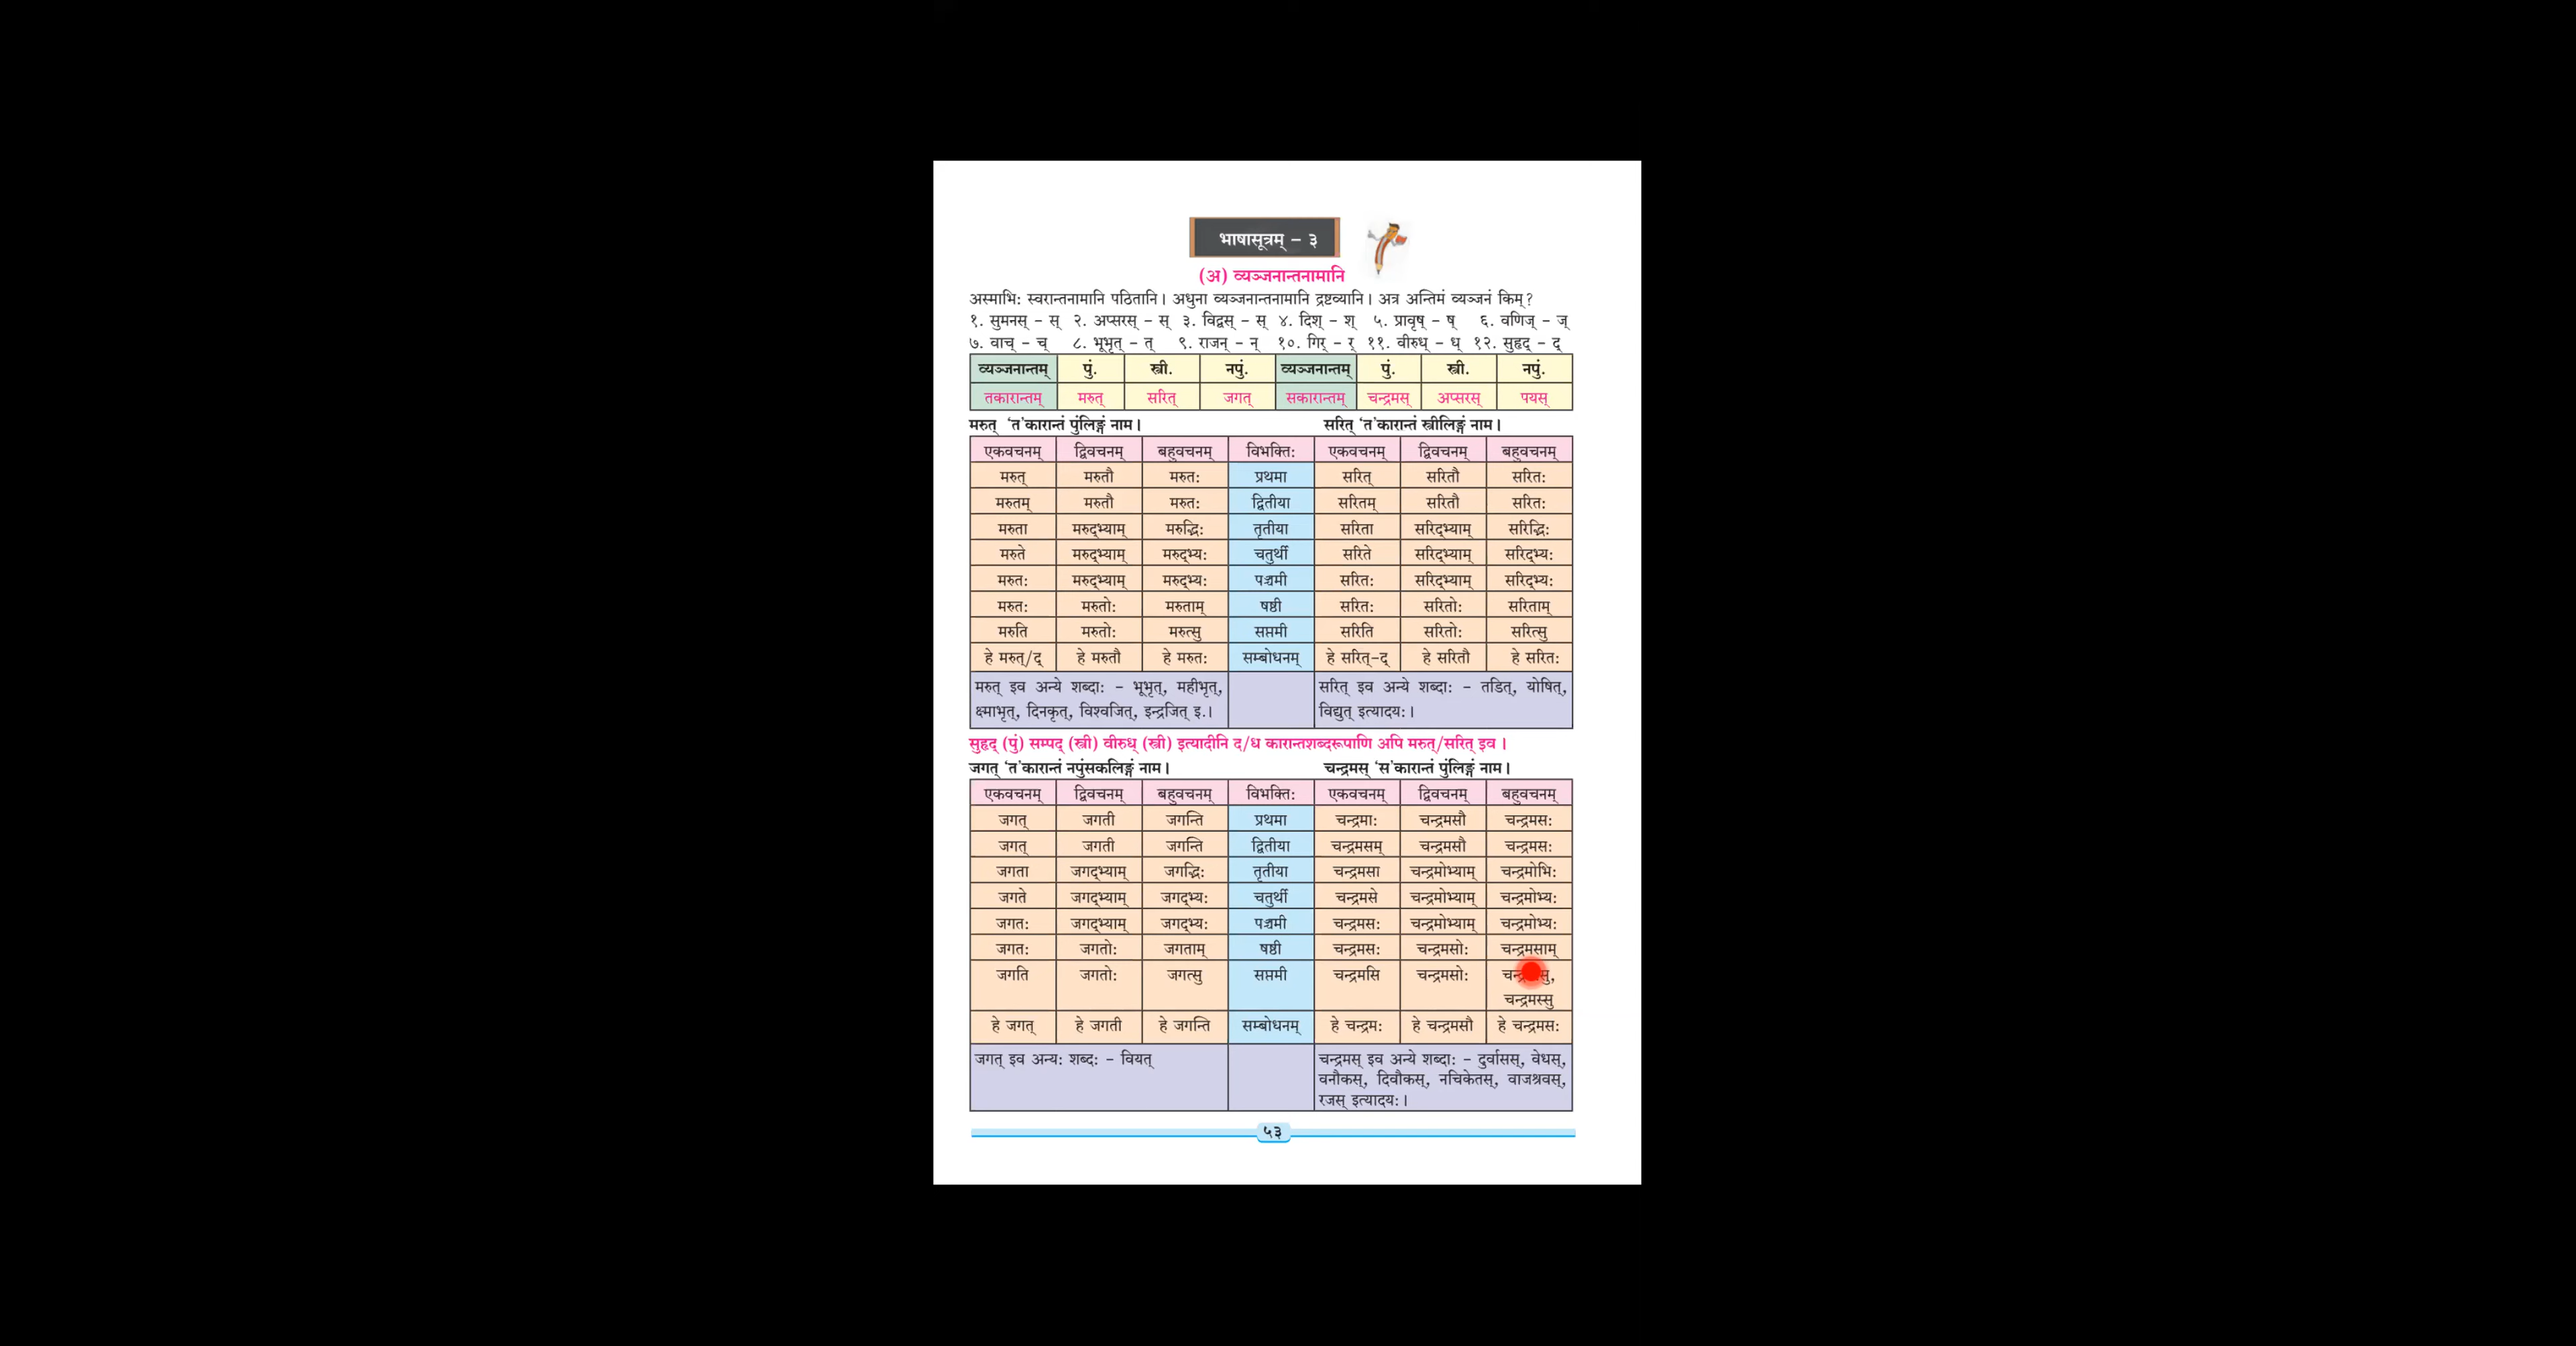 भाषासूत्रम् - ३
(अ) व्यञ्जनान्तनामानि
अस्माभिः स्वरान्तनामानि पठितानि। अधुना व्यञ्जनान्तनामानि द्रष्टव्यानि। अत्र अन्तिमं व्यञ्जनं किम्?
१. सुमनस् - स् २. अप्सरस् - स् ३. विद्वस् - स् ४. दिश् - श् ५. प्रावृष् - ष् ६. वणिज् - ज्
७. वाच् - च् ८. भूभृत् - त् ९. राजन् - न् १०. गिर् - र् ११. वीरुध् - ध् १२. सुहृद् - द्
व्यञ्जनान्तम् पुं. स्त्री. नपुं. व्यञ्जनान्तम् पुं. स्त्री. नपुं.
तकारान्तम् मरुत् सरित् जगत् सकारान्तम् चन्द्रमस् अप्सरस् पयस्
मरुत् ‘त’कारान्तं पुंलिङ्गं नाम। सरित् ‘त’कारान्तं स्त्रीलिङ्गं नाम।
एकवचनम् द्विवचनम् बहुवचनम् विभक्तिः एकवचनम् द्विवचनम् बहुवचनम्
मरुत् मरुतौ मरुतः प्रथमा सरित् सरितौ सरितः
मरुतम् मरुतौ मरुतः द्वितीया सरितम् सरितौ सरितः
मरुता मरुद्भ्याम् मरुद्भिः तृतीया सरिता सरिद्भ्याम् सरिद्भिः
मरुते मरुद्भ्याम् मरुद्भ्यः चतुर्थी सरिते सरिद्भ्याम् सरिद्भ्यः
मरुतः मरुद्भ्याम् मरुद्भ्यः पञ्चमी सरितः सरिद्भ्याम् सरिद्भ्यः
मरुतः मरुतोः मरुताम् षष्ठी सरितः सरितोः सरिताम्
मरुति मरुतोः मरुत्सु सप्तमी सरिति सरितोः सरित्सु
हे मरुत्/द् हे मरुतौ हे मरुतः सम्बोधनम् हे सरित्-द् हे सरितौ हे सरितः
मरुत् इव अन्ये शब्दाः - भूभृत्, महीभृत्, सरित् इव अन्ये शब्दाः - तडित्, योषित्,
क्ष्माभृत्, दिनकृत्, विश्वजित्, इन्द्रजित् इ.। विद्युत् इत्यादयः।
सुहृद् (पुं) सम्पद् (स्त्री) वीरुध् (स्त्री) इत्यादीनि द/ध कारान्तशब्दरूपाणि अपि मरुत्/सरित् इव ।
जगत् ‘त’कारान्तं नपुंसकलिङ्गं नाम। चन्द्रमस् ‘स’कारान्तं पुंलिङ्गं नाम।
एकवचनम् द्विवचनम् बहुवचनम् विभक्तिः एकवचनम् द्विवचनम् बहुवचनम्
जगत् जगती जगन्ति प्रथमा चन्द्रमाः चन्द्रमसौ चन्द्रमसः
जगत् जगती जगन्ति द्वितीया चन्द्रमसम् चन्द्रमसौ चन्द्रमसः
जगता जगद्भ्याम् जगद्भिः तृतीया चन्द्रमसा चन्द्रमोभ्याम् चन्द्रमोभिः
जगते जगद्भ्याम् जगद्भ्यः चतुर्थी चन्द्रमसे चन्द्रमोभ्याम् चन्द्रमोभ्यः
जगतः जगद्भ्याम् जगद्भ्यः पञ्चमी चन्द्रमसः चन्द्रमोभ्याम् चन्द्रमोभ्यः
जगतः जगतोः जगताम् षष्ठी चन्द्रमसः चन्द्रमसोः चन्द्रमसाम्
जगति जगतोः जगत्सु सप्तमी चन्द्रमसि चन्द्रमसोः
चन्द्रमस्सु
हे जगत् हे जगती हे जगन्ति सम्बोधनम् हे चन्द्रमः हे चन्द्रमसौ हे चन्द्रमसः
जगत् इव अन्यः शब्दः - वियत् चन्द्रमस् इव अन्ये शब्दाः - दुर्वासस्, वेधस्,
वनौकस्, दिवौकस्, नचिकेतस्, वाजश्रवस्,
रजस् इत्यादयः।
५३